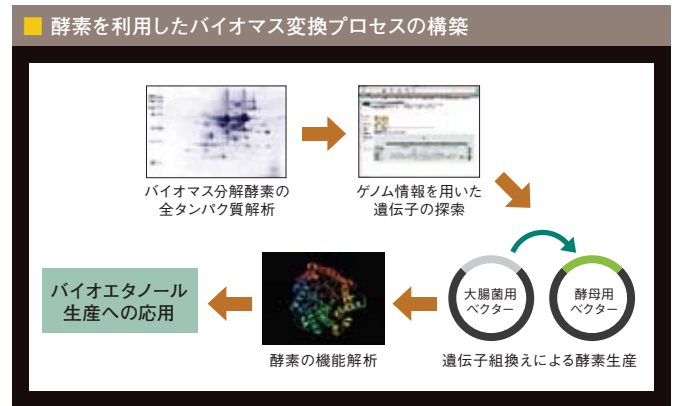 酵素を利用したバイオマス変換プロセスの構築
バイオマス分解酵素の
全タンパク質解析
ゲノム情報を用いた
遺伝子の探索
大腸菌用
ベクター
酵母用
ベクター
遺伝子組換えによる酵素生産
酵素の機能解析
バイオエタノール
生産への応用